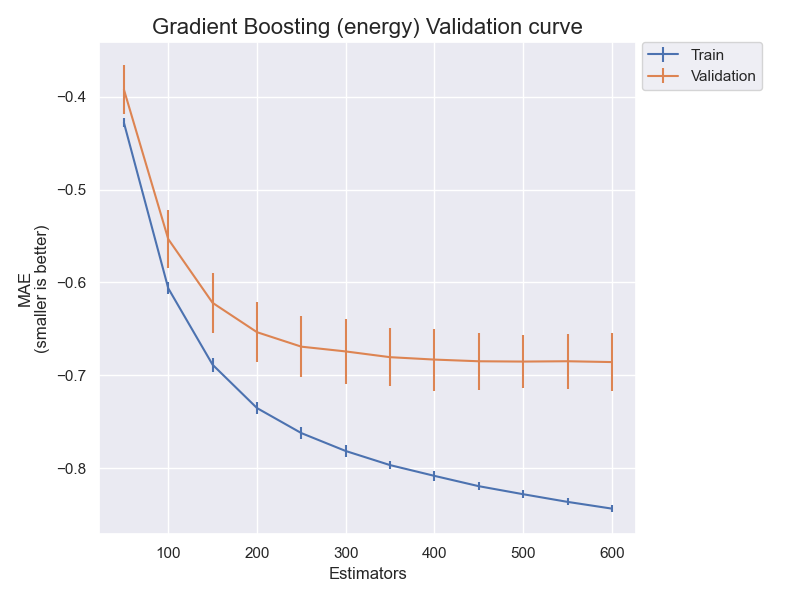 Gradient Boosting (energy) Validation curve
Train
Validation
−0.4
−0.5
−0.6
−0.7
−0.8
MAE
(smaller is better)
100
200
300
400
500
600
Estimators